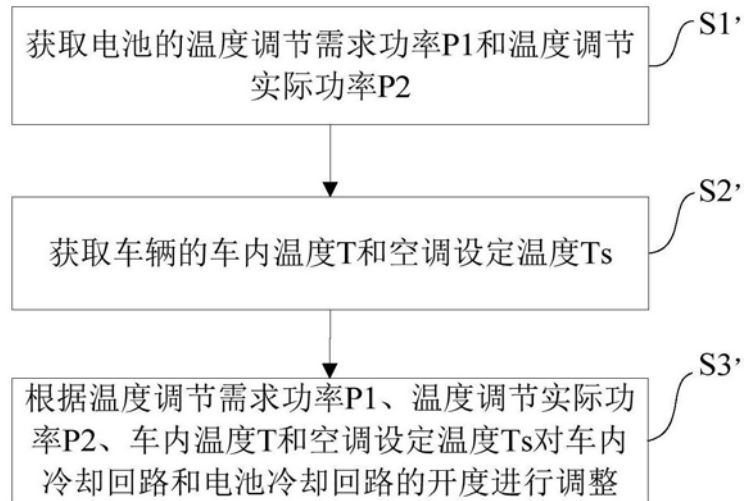 获取电池的温度调节需求功率P1和温度调节
实际功率P2
S1’
获取车辆的车内温度T和空调设定温度Ts
S2’
根据温度调节需求功率P1、温度调节实际功
率P2、车内温度T和空调设定温度Ts对车内
冷却回路和电池冷却回路的开度进行调整
S3’